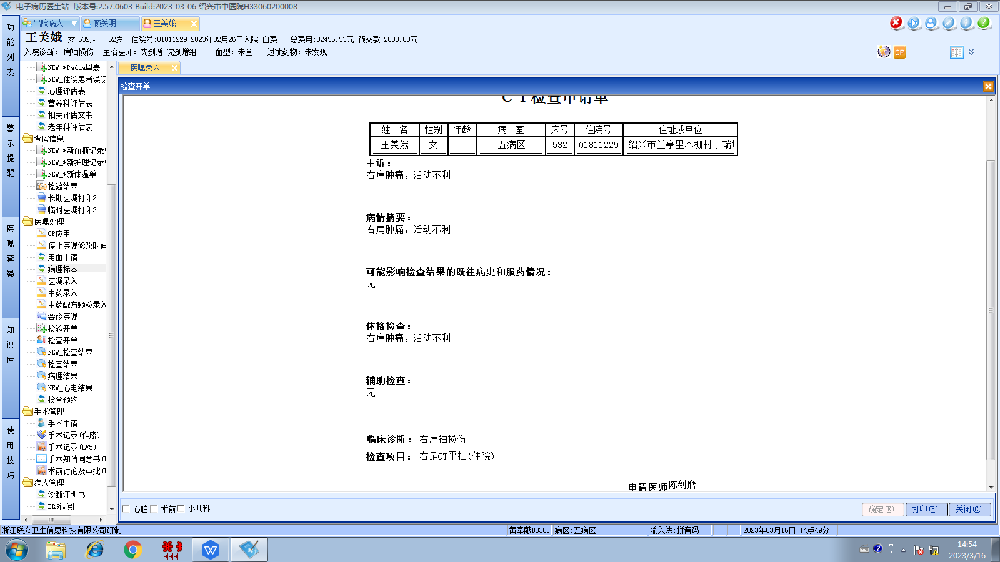 电子病历医生站 版本号:2.57.0603 Build:2023-03-06 绍兴市中医院H33060200008
出院病人
顾关明
王美娥
王美娥 女 532床 62岁 住院号:01811229 2023年02月26日入院 自费 总费用:32456.53元 预交款:2000.00元
入院诊断: 肩袖损伤 主治医师: 沈剑增 沈剑增组 血型: 未查 过敏药物: 未发现
CP
功能列表
警示提醒
医嘱套餐
知识库
使用技巧
NEW_*Padua量表
NEW_住院患者误吸
心理评估表
营养科评估表
相关评估文书
老年科评估表
查房信息
NEW_*新血糖记录单
NEW_*新护理记录单
NEW_*新体温单
检验结果
长期医嘱打印2
临时医嘱打印2
医嘱处理
CP应用
停止医嘱修改时间
用血申请
病理标本
医嘱录入
中药录入
中药配方颗粒录入
会诊医嘱
检验开单
检查开单
NEW_检查结果
检查结果
病理结果
NEW_心电结果
检查预约
手术管理
手术申请
手术记录(作废)
手术记录(LV5)
手术知情同意书(I
术前讨论及审批(I
病人管理
诊断证明书
DRG调阅
医嘱录入
检查开单
CT检查申请单
姓 名 性别 年龄 病 室 床号 住院号 住址或单位
王美娥 女 五病区 532 01811229 绍兴市兰亭里木栅村丁瑞
主诉:
右肩肿痛,活动不利
病情摘要:
右肩肿痛,活动不利
可能影响检查结果的既往病史和服药情况:
无
体格检查:
右肩肿痛,活动不利
辅助检查:
无
临床诊断: 右肩袖损伤
检查项目: 右足CT平扫(住院)
申请医师 陈剑磨
心脏 术前 小儿科
确定(E) 打印(P) 关闭(C)
浙江联众卫生信息科技有限公司研制
黄奉献D3306 病区:五病区 输入法:拼音码 2023年03月16日 14点49分
14:54
2023/3/16